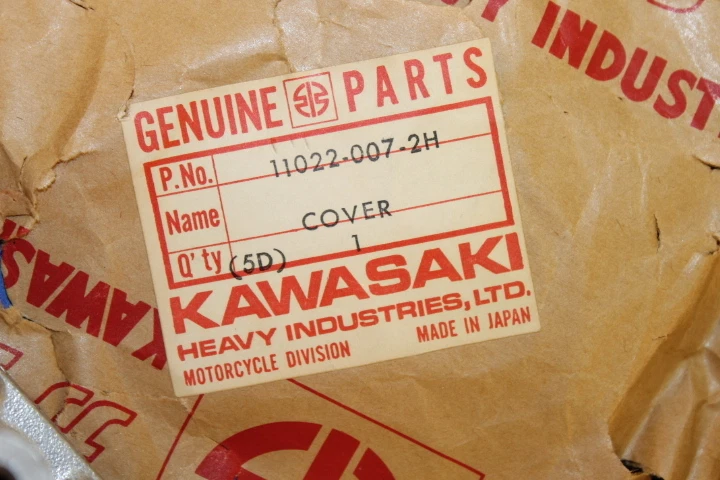 Y INDUST
GENUINE PARTS
P.No. 11022-007-2H
Name COVER
Q'ty (5D) 1
KAWASAKI
HEAVY INDUSTRIES, LTD.
MOTORCYCLE DIVISION MADE IN JAPAN
KAWAS